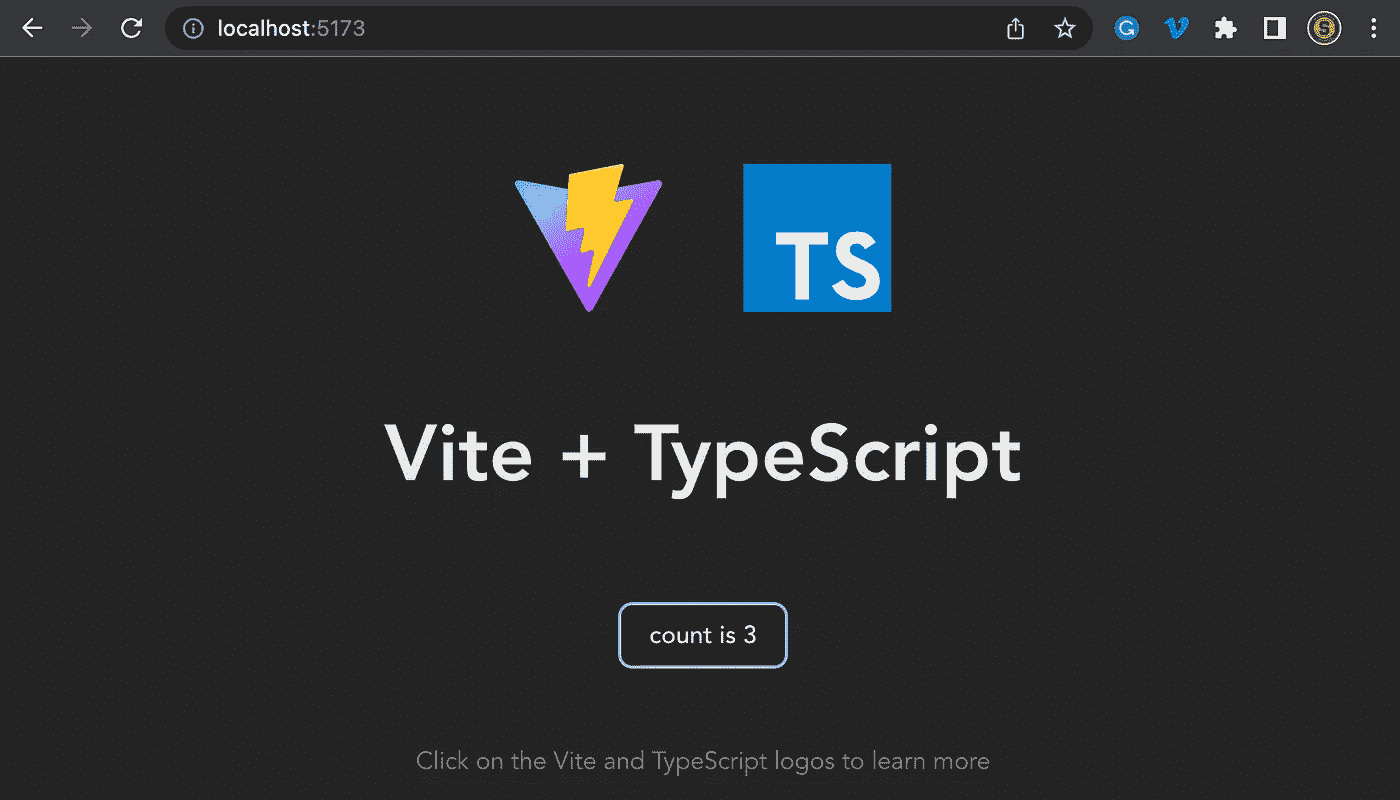 localhost:5173
TS
Vite + TypeScript
count is 3
Click on the Vite and TypeScript logos to learn more